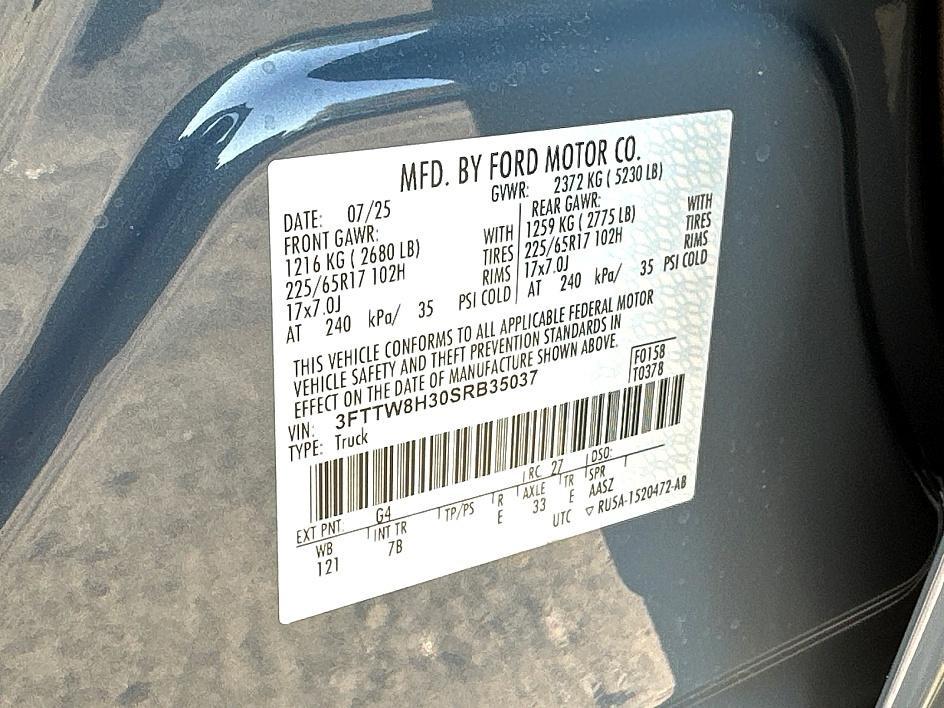 MFD. BY FORD MOTOR CO.
DATE: 07/25
GVWR: 2372 KG ( 5230 LB)
FRONT GAWR:
1216 KG ( 2680 LB) WITH
225/65R17 102H TIRES
17x7.0J RIMS
AT 240 kPa/ 35 PSI COLD
REAR GAWR: WITH
1259 KG ( 2775 LB) TIRES
225/65R17 102H RIMS
17x7.0J
AT 240 kPa/ 35 PSI COLD
THIS VEHICLE CONFORMS TO ALL APPLICABLE FEDERAL MOTOR
VEHICLE SAFETY AND THEFT PREVENTION STANDARDS IN
EFFECT ON THE DATE OF MANUFACTURE SHOWN ABOVE.
F0158
T0378
VIN: 3FTTW8H30SRB35037
TYPE: Truck
EXT PNT: G4 RC 27 DSO:
WB INT TR TP/PS R E AXLE TR E SPR
121 7B 33 AASZ
UTC ▽ RU5A-1520472-AB